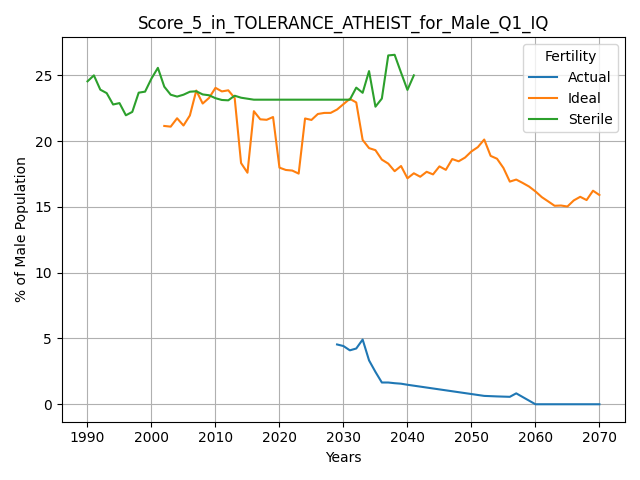 Score_5_in_TOLERANCE_ATHEIST_for_Male_Q1_IQ
Fertility
Actual
Ideal
Sterile
% of Male Population
25
20
15
10
5
0
1990 2000 2010 2020 2030 2040 2050 2060 2070
Years